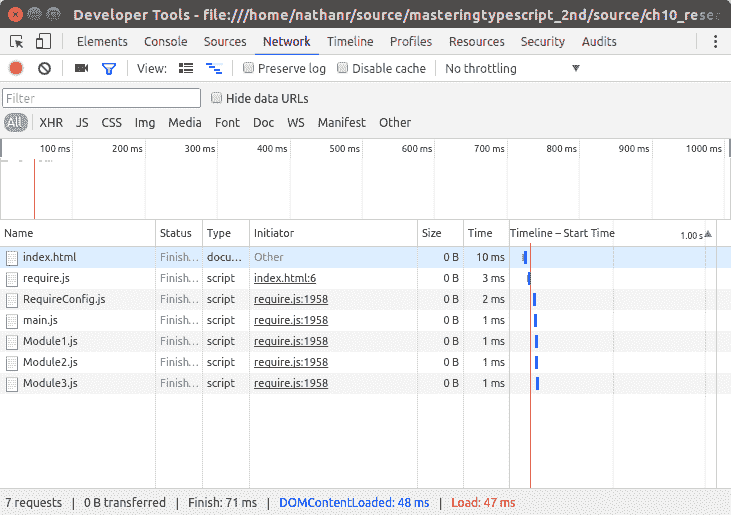 Developer Tools - file:///home/nathanr/source/masteringtypescript_2nd/source/ch10_rese
Elements Console Sources Network Timeline Profiles Resources Security Audits
View: Preserve log Disable cache No throttling
Filter Hide data URLs
All XHR JS CSS Img Media Font Doc WS Manifest Other
100 ms 200 ms 300 ms 400 ms 500 ms 600 ms 700 ms 800 ms 900 ms 1000 ms
Name Status Type Initiator Size Time Timeline – Start Time 1.00 s
index.html Finish... docu... Other 0 B 10 ms
require.js Finish... script index.html:6 0 B 3 ms
RequireConfig.js Finish... script require.js:1958 0 B 2 ms
main.js Finish... script require.js:1958 0 B 1 ms
Module1.js Finish... script require.js:1958 0 B 1 ms
Module2.js Finish... script require.js:1958 0 B 1 ms
Module3.js Finish... script require.js:1958 0 B 1 ms
7 requests | 0 B transferred | Finish: 71 ms | DOMContentLoaded: 48 ms | Load: 47 ms